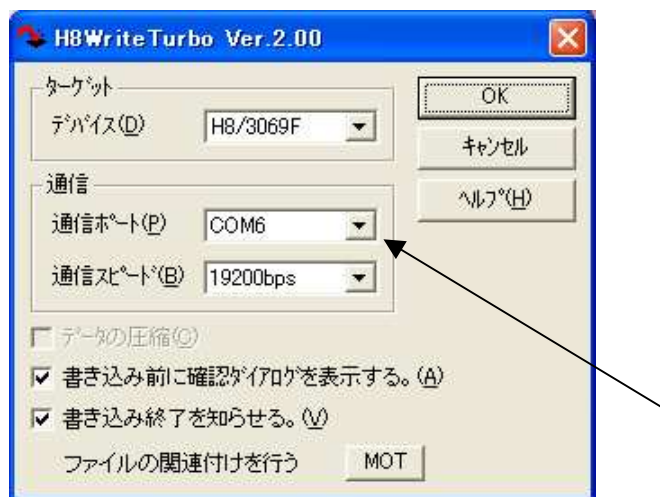 H8WriteTurbo Ver.2.00
ﾀｰｹﾞｯﾄ
ﾃﾞﾊﾞｲｽ(D) H8/3069F
OK
ｷｬﾝｾﾙ
ﾍﾙﾌﾟ(H)
通信
通信ﾎﾟｰﾄ(P) COM6
通信ｽﾋﾟｰﾄﾞ(B) 19200bps
ﾃﾞｰﾀの圧縮(C)
書き込み前に確認ﾀﾞｲｱﾛｸﾞを表示する。(A)
書き込み終了を知らせる。(V)
ファイルの関連付けを行う MOT